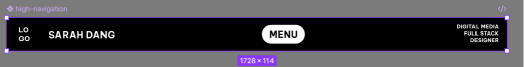 high-navigation
</>
LO
GO
SARAH DANG
MENU
DIGITAL MEDIA
FULL STACK
DESIGNER
1728 × 114